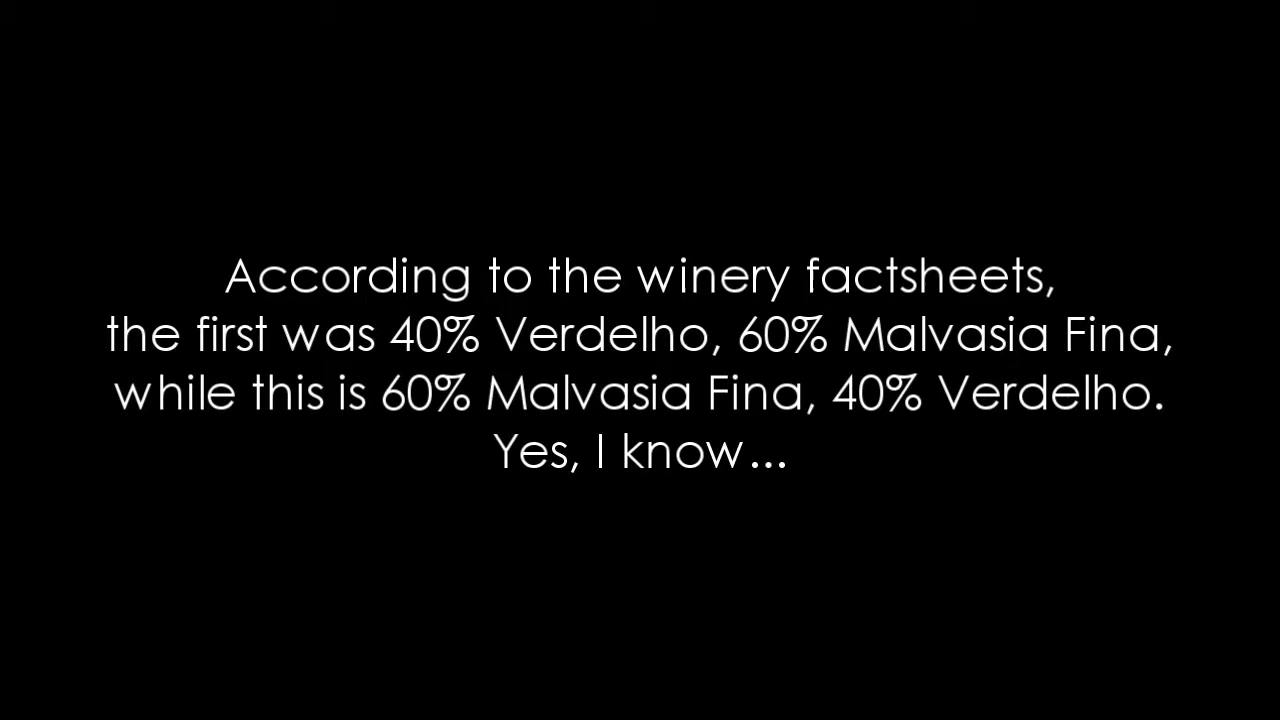 According to the winery factsheets,
the first was 40% Verdelho, 60% Malvasia Fina,
while this is 60% Malvasia Fina, 40% Verdelho.
Yes, I know...